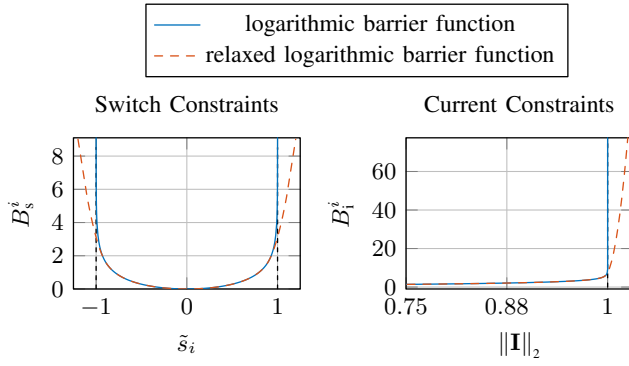 logarithmic barrier function
relaxed logarithmic barrier function
Switch Constraints
8
6
4
2
0
B_s^i
−1
0
1
s̃_i
Current Constraints
60
40
20
0
B_i^i
0.75
0.88
1
‖𝐈‖_2